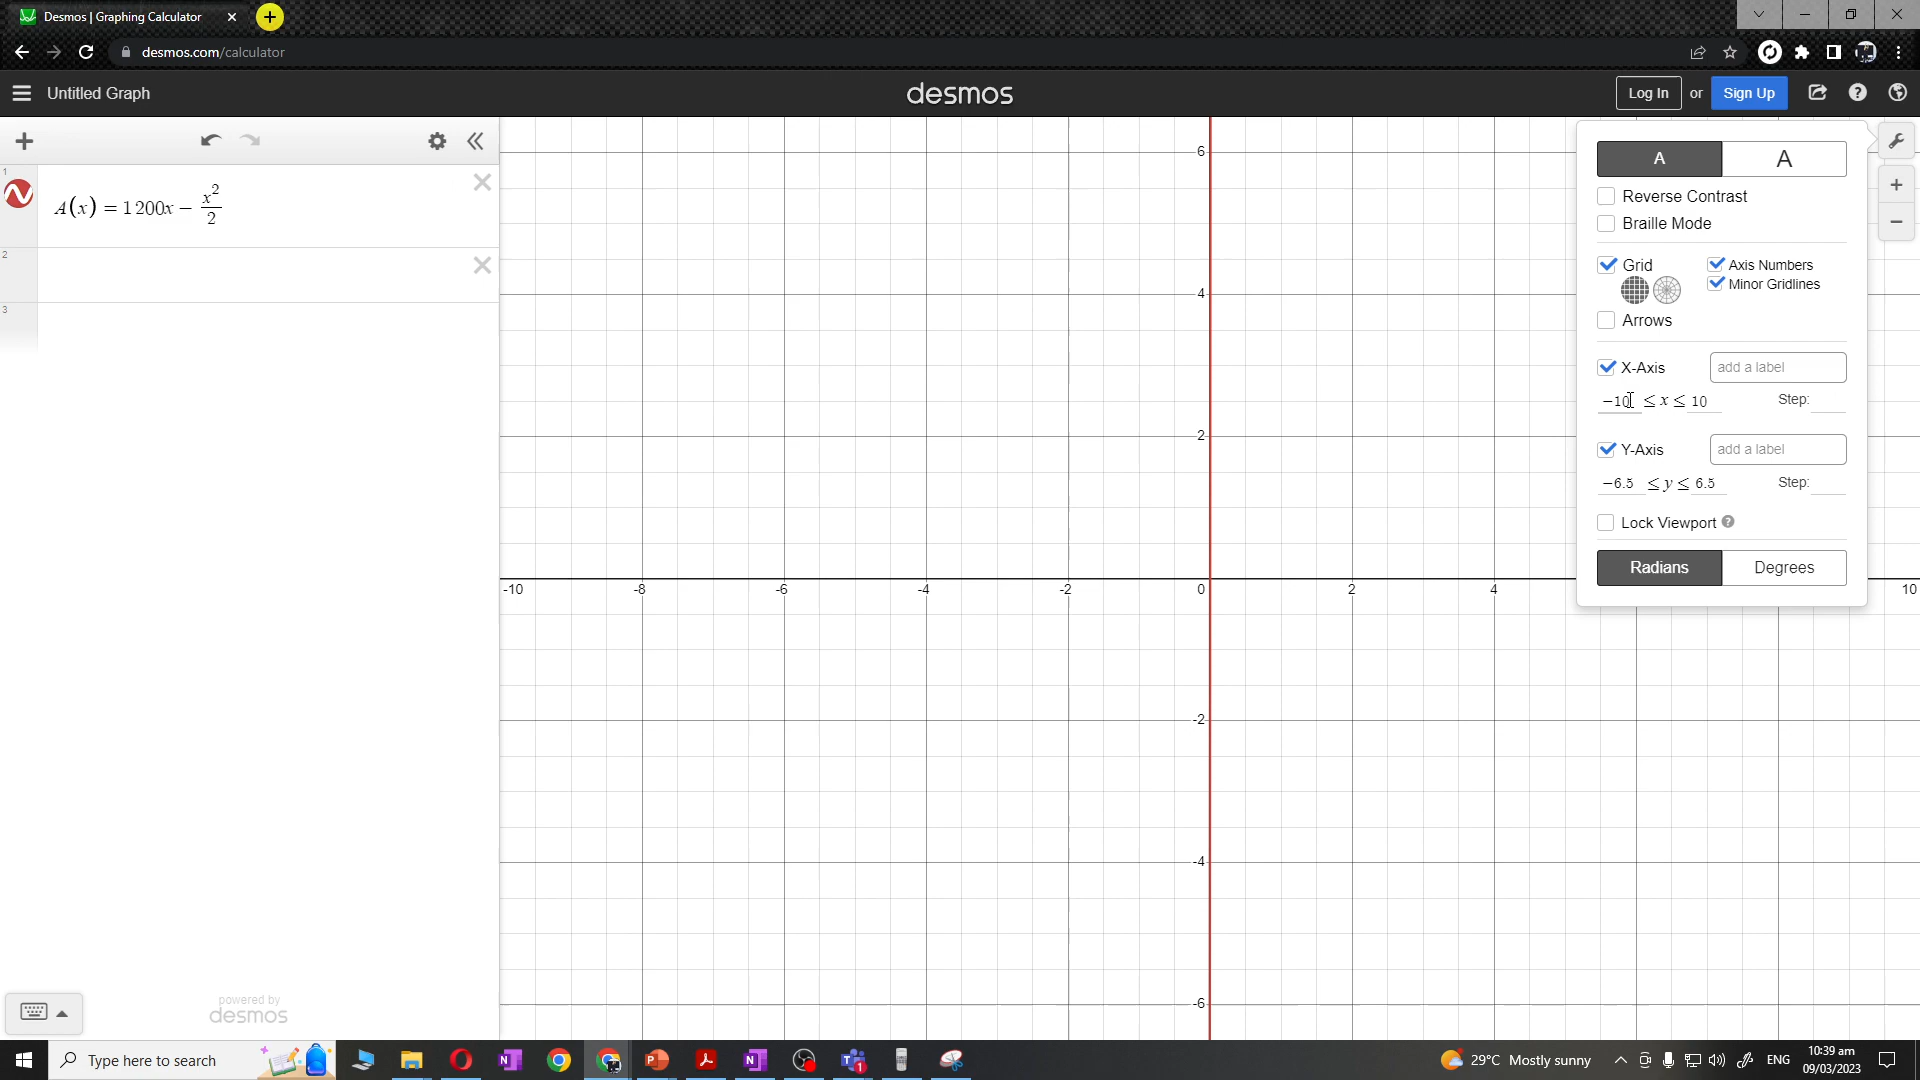 Desmos | Graphing Calculator
desmos.com/calculator
Untitled Graph
desmos
Log In or Sign Up
1
A(x) = 1200x − x²/2
2
3
powered by
desmos
6
4
2
-10 -8 -6 -4 -2 0 2 4 10
-2
-4
-6
A A
Reverse Contrast
Braille Mode
Grid
Axis Numbers
Minor Gridlines
Arrows
X-Axis add a label
−10 ≤ x ≤ 10 Step:
Y-Axis add a label
−6.5 ≤ y ≤ 6.5 Step:
Lock Viewport
Radians Degrees
Type here to search
1
29°C Mostly sunny
ENG
10:39 am
09/03/2023